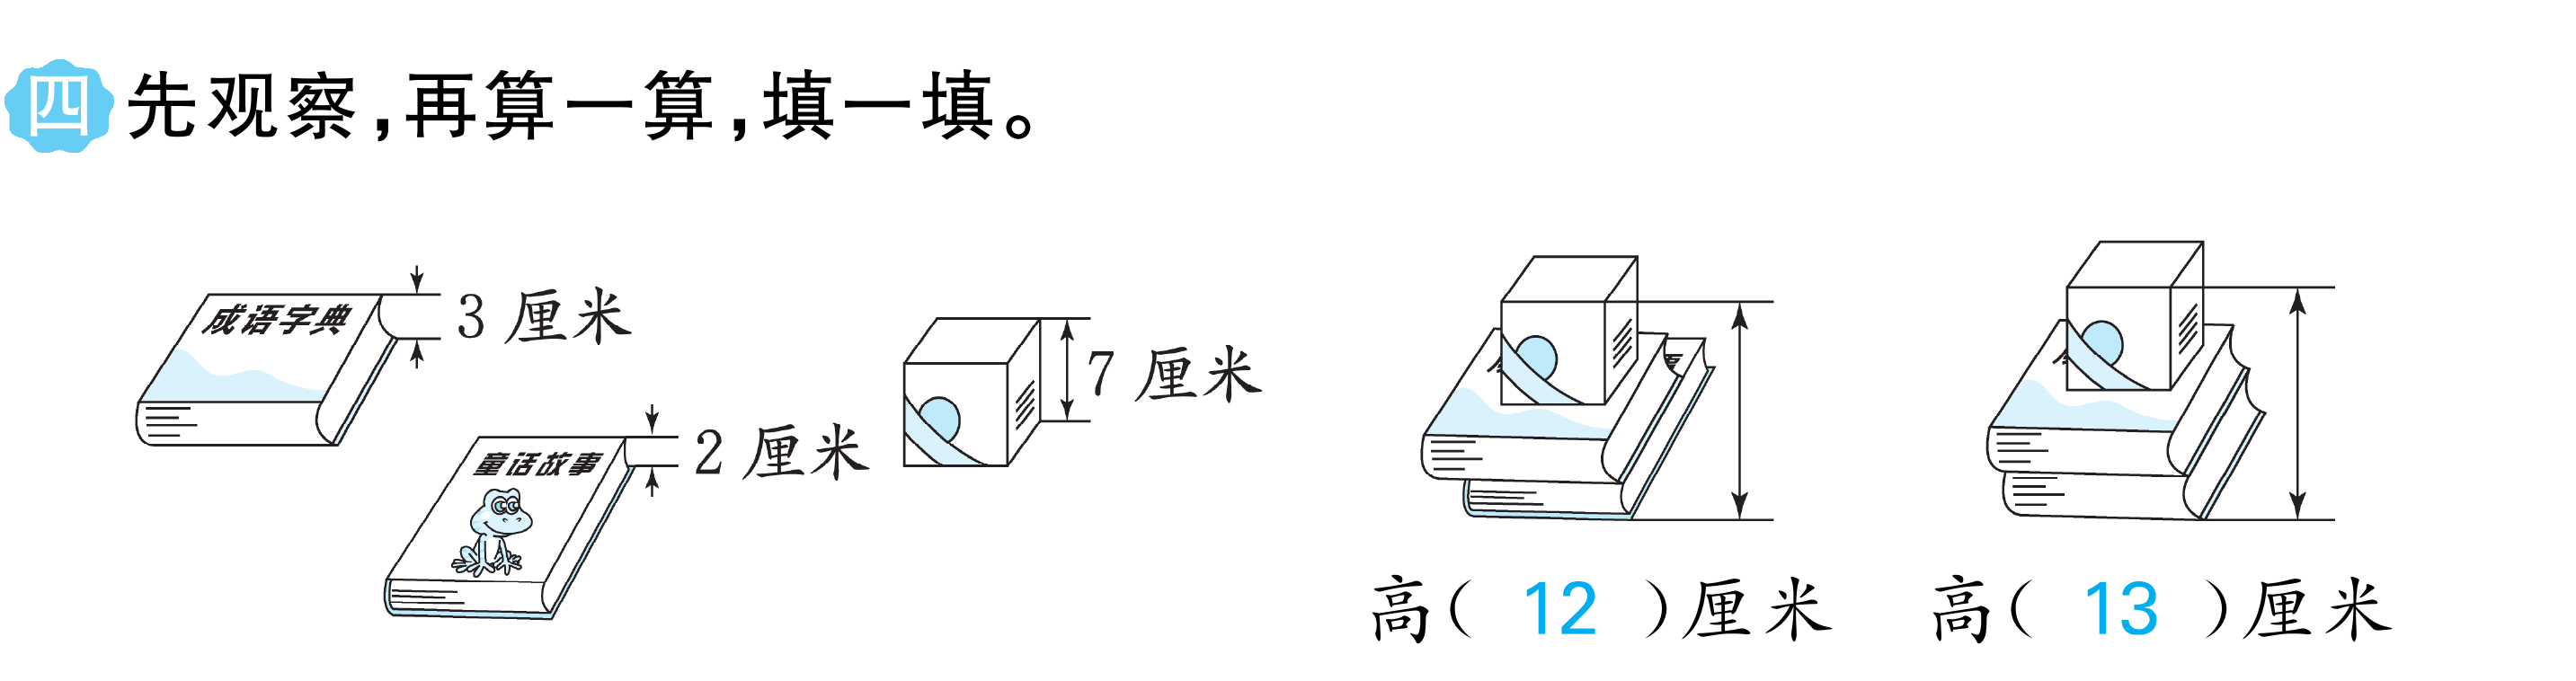 四 先观察,再算一算,填一填。
成语字典
3 厘米
童话故事
2 厘米
7 厘米
高( 12 )厘米
高( 13 )厘米